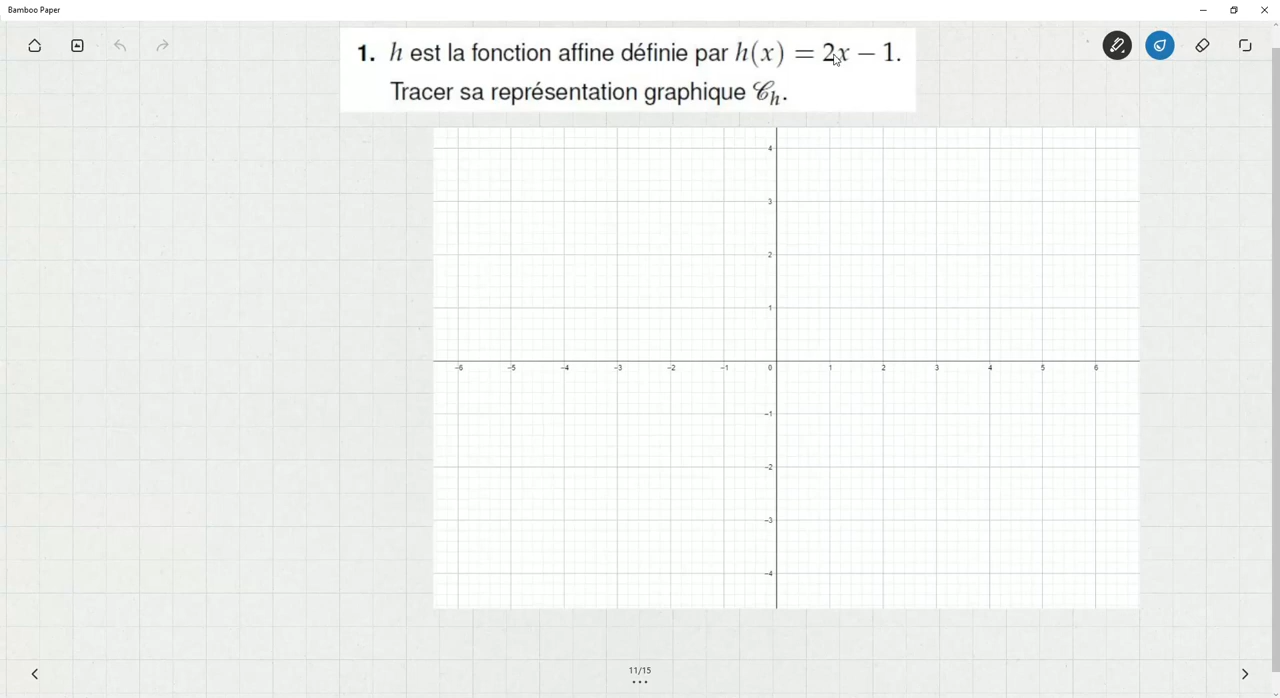 Bamboo Paper
1. h est la fonction affine définie par h(x) = 2x − 1.
Tracer sa représentation graphique 𝒞h.
4
3
2
1
−6 −5 −4 −3 −2 −1 0 1 2 3 4 5 6
−1
−2
−3
−4
11/15